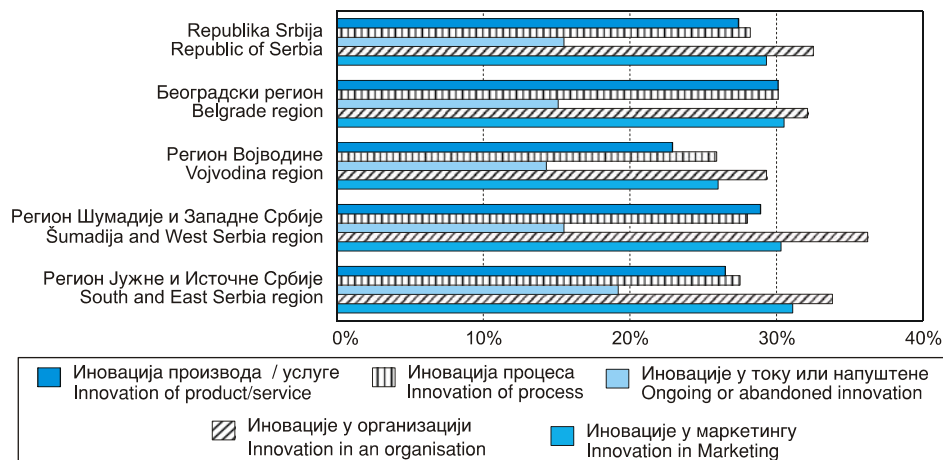 Republika Srbija
Republic of Serbia
Београдски регион
Belgrade region
Регион Војводине
Vojvodina region
Регион Шумадије и Западне Србије
Šumadija and West Serbia region
Регион Јужне и Источне Србије
South and East Serbia region
0% 10% 20% 30% 40%
Иновација производа / услуге
Innovation of product/service
Иновација процеса
Innovation of process
Иновације у току или напуштене
Ongoing or abandoned innovation
Иновације у организацији
Innovation in an organisation
Иновације у маркетингу
Innovation in Marketing